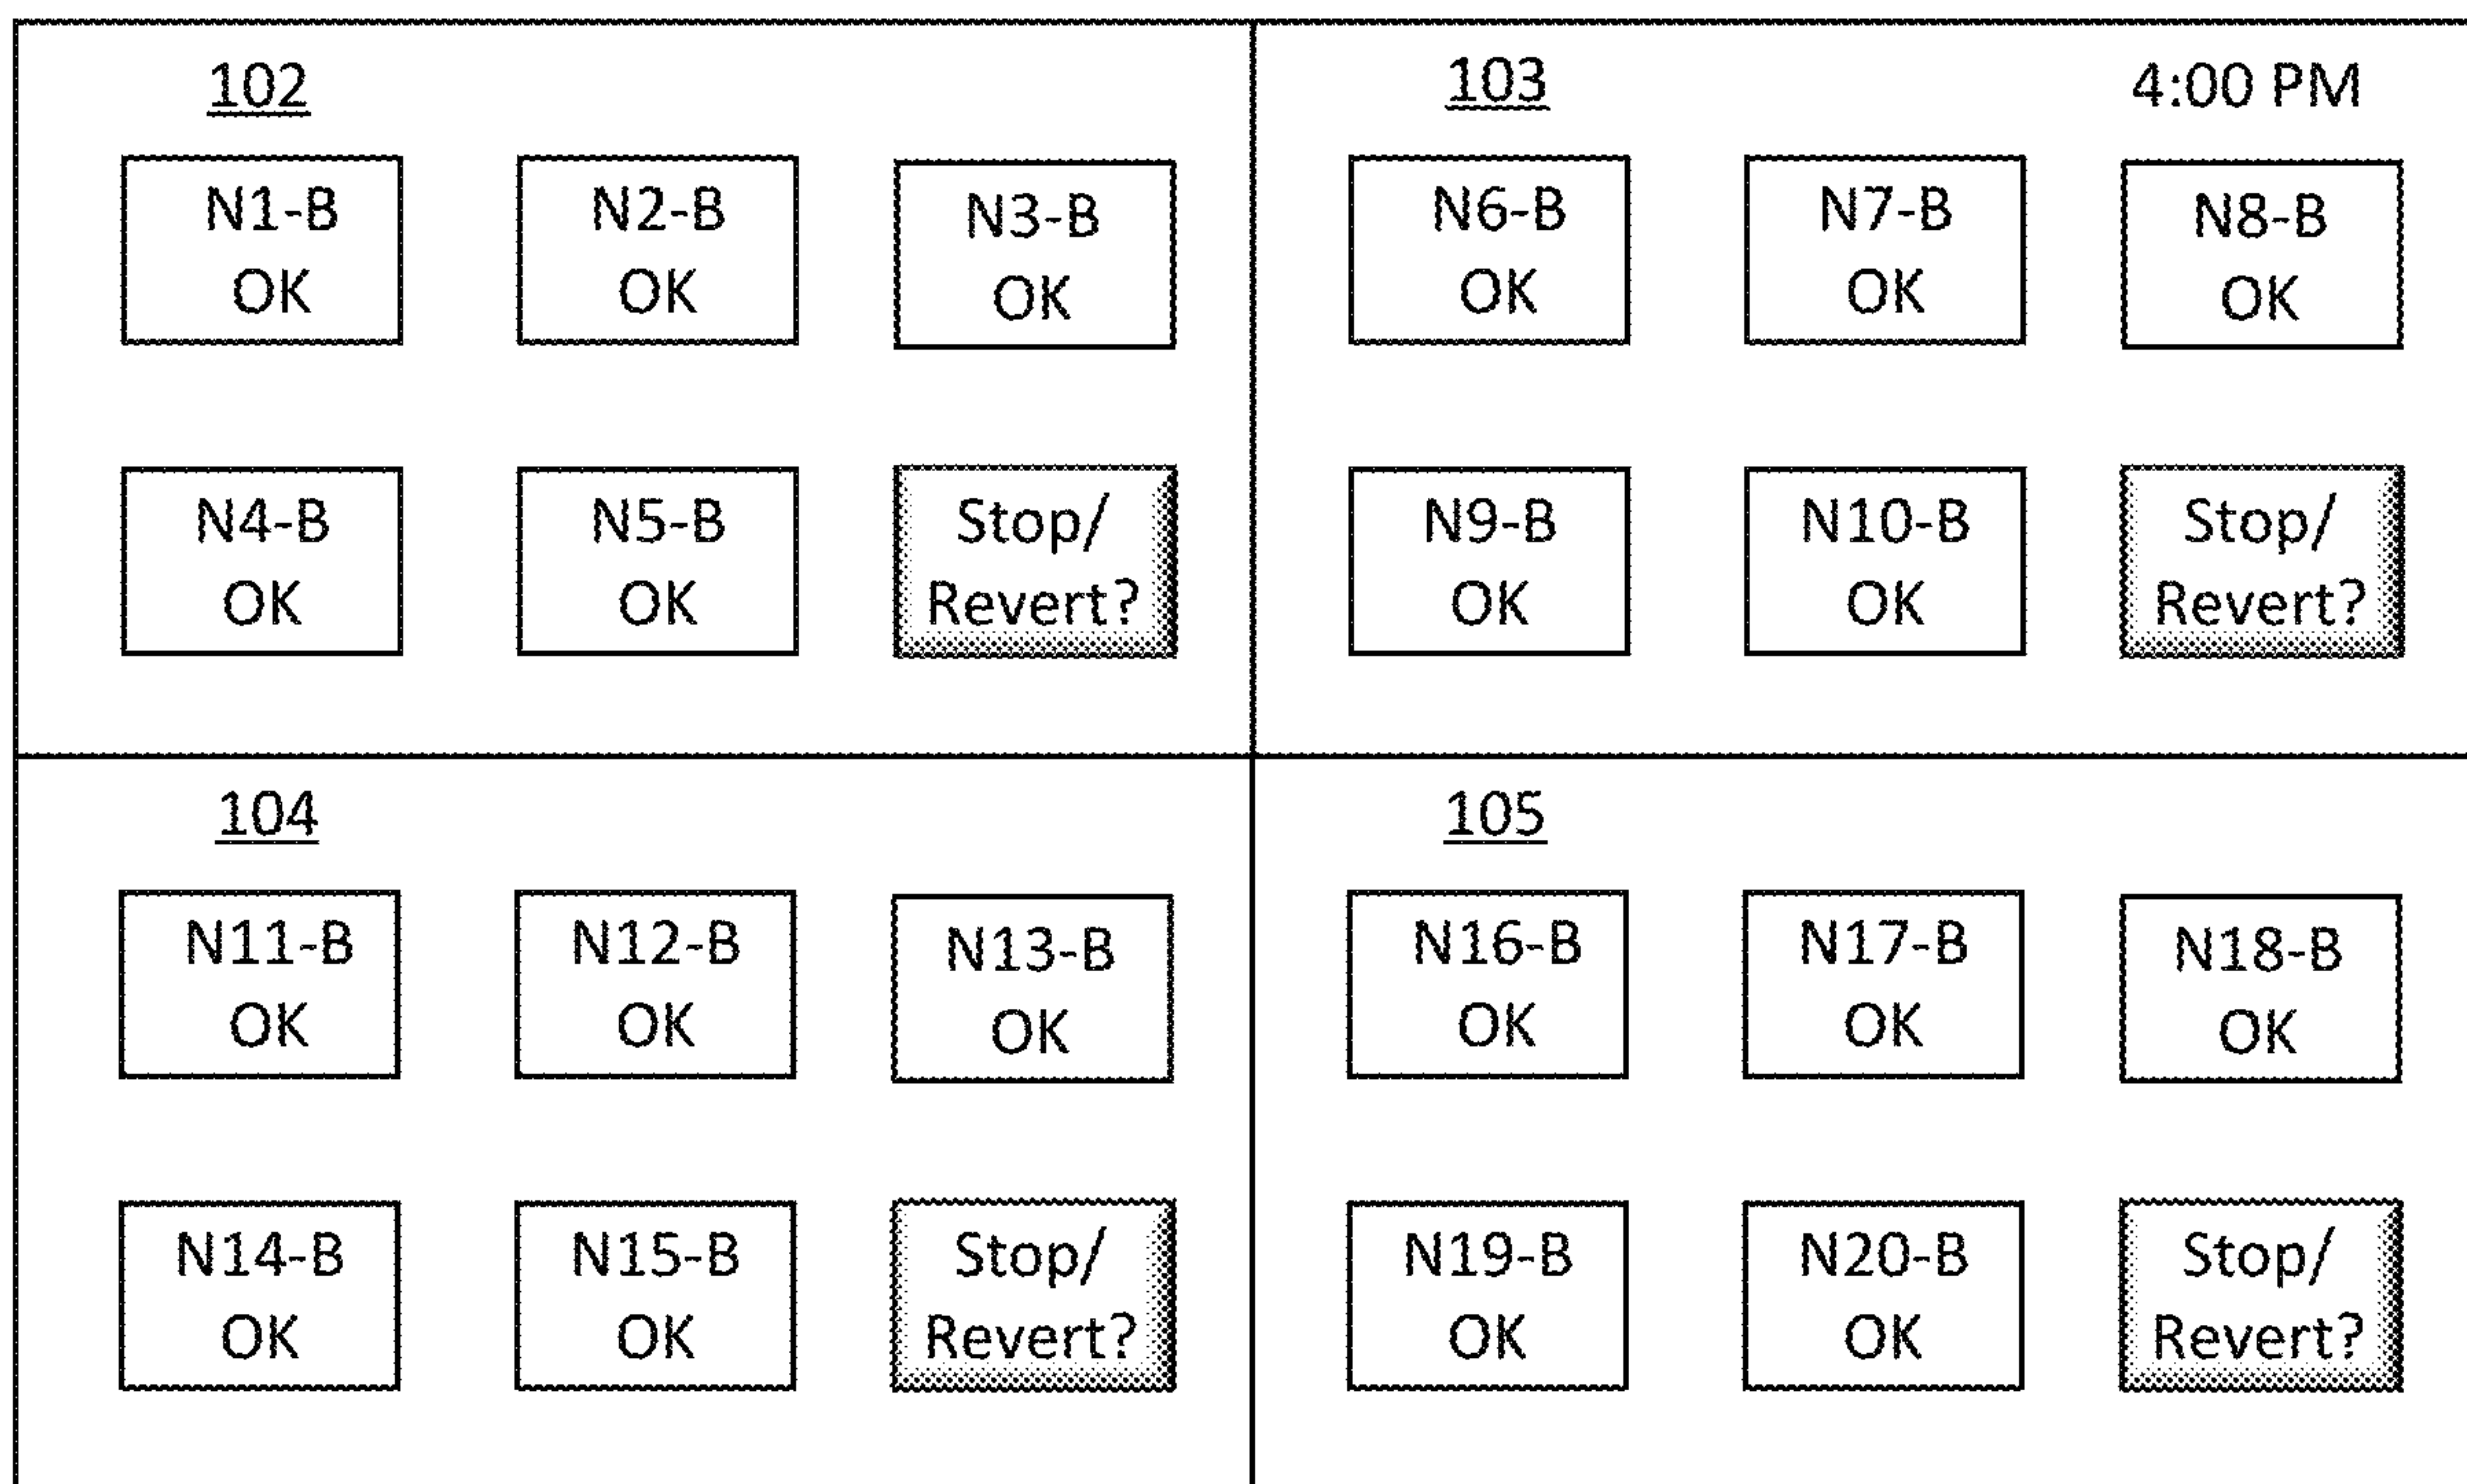 102
N1-B
OK
N2-B
OK
N3-B
OK
N4-B
OK
N5-B
OK
Stop/
Revert?
103
4:00 PM
N6-B
OK
N7-B
OK
N8-B
OK
N9-B
OK
N10-B
OK
Stop/
Revert?
104
N11-B
OK
N12-B
OK
N13-B
OK
N14-B
OK
N15-B
OK
Stop/
Revert?
105
N16-B
OK
N17-B
OK
N18-B
OK
N19-B
OK
N20-B
OK
Stop/
Revert?